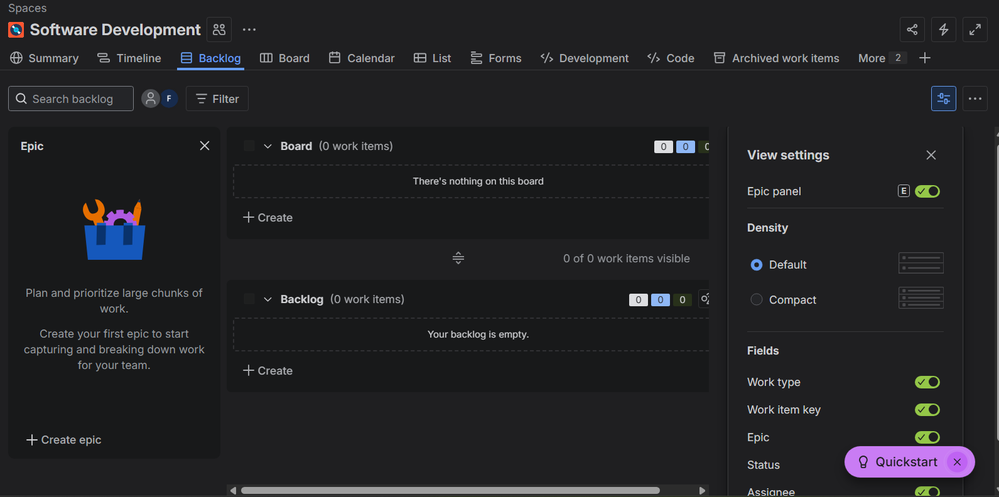 Spaces
Software Development
Summary Timeline Backlog Board Calendar List Forms Development Code Archived work items More 2
Search backlog F Filter
Epic
Plan and prioritize large chunks of
work.
Create your first epic to start
capturing and breaking down work
for your team.
Create epic
Board (0 work items) 0 0 0
There's nothing on this board
Create
0 of 0 work items visible
Backlog (0 work items) 0 0 0
Your backlog is empty.
Create
View settings
Epic panel E
Density
Default
Compact
Fields
Work type
Work item key
Epic
Status
Assignee
Quickstart